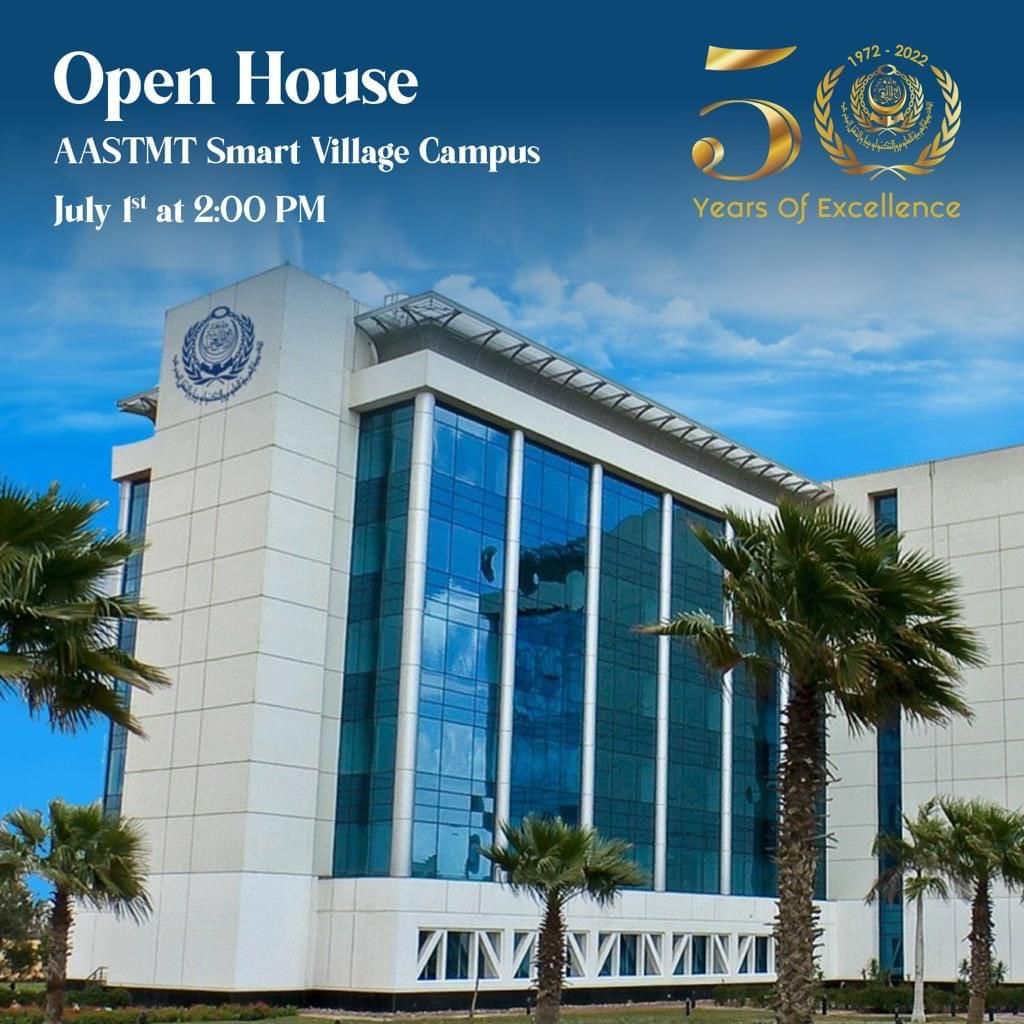 Open House
AASTMT Smart Village Campus
July 1st at 2:00 PM
1972 - 2022
50
Years Of Excellence